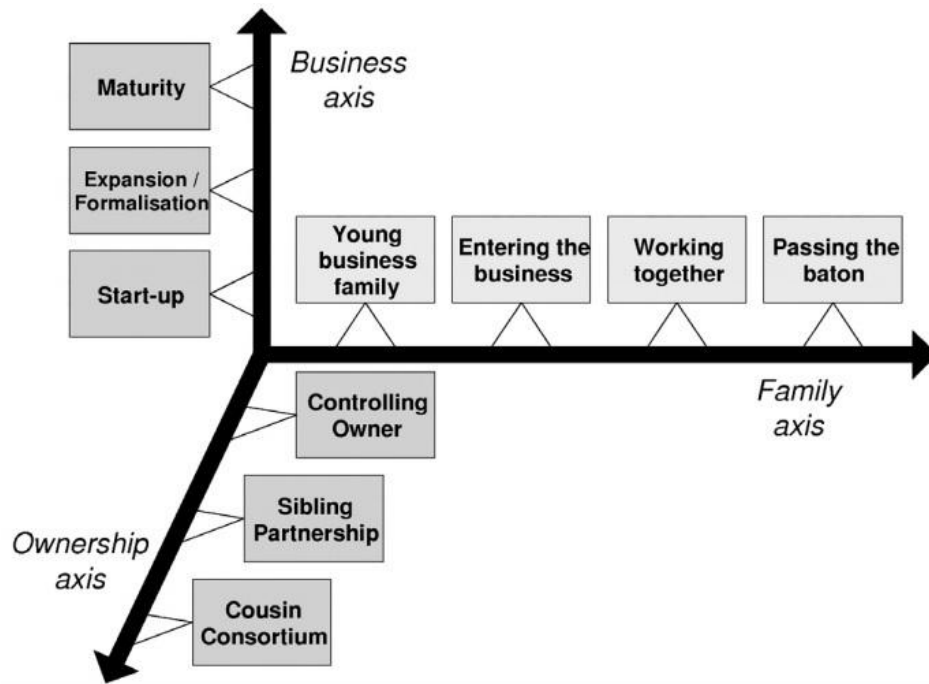 Business
axis
Maturity
Expansion /
Formalisation
Start-up
Young
business
family
Entering the
business
Working
together
Passing the
baton
Family
axis
Controlling
Owner
Sibling
Partnership
Ownership
axis
Cousin
Consortium